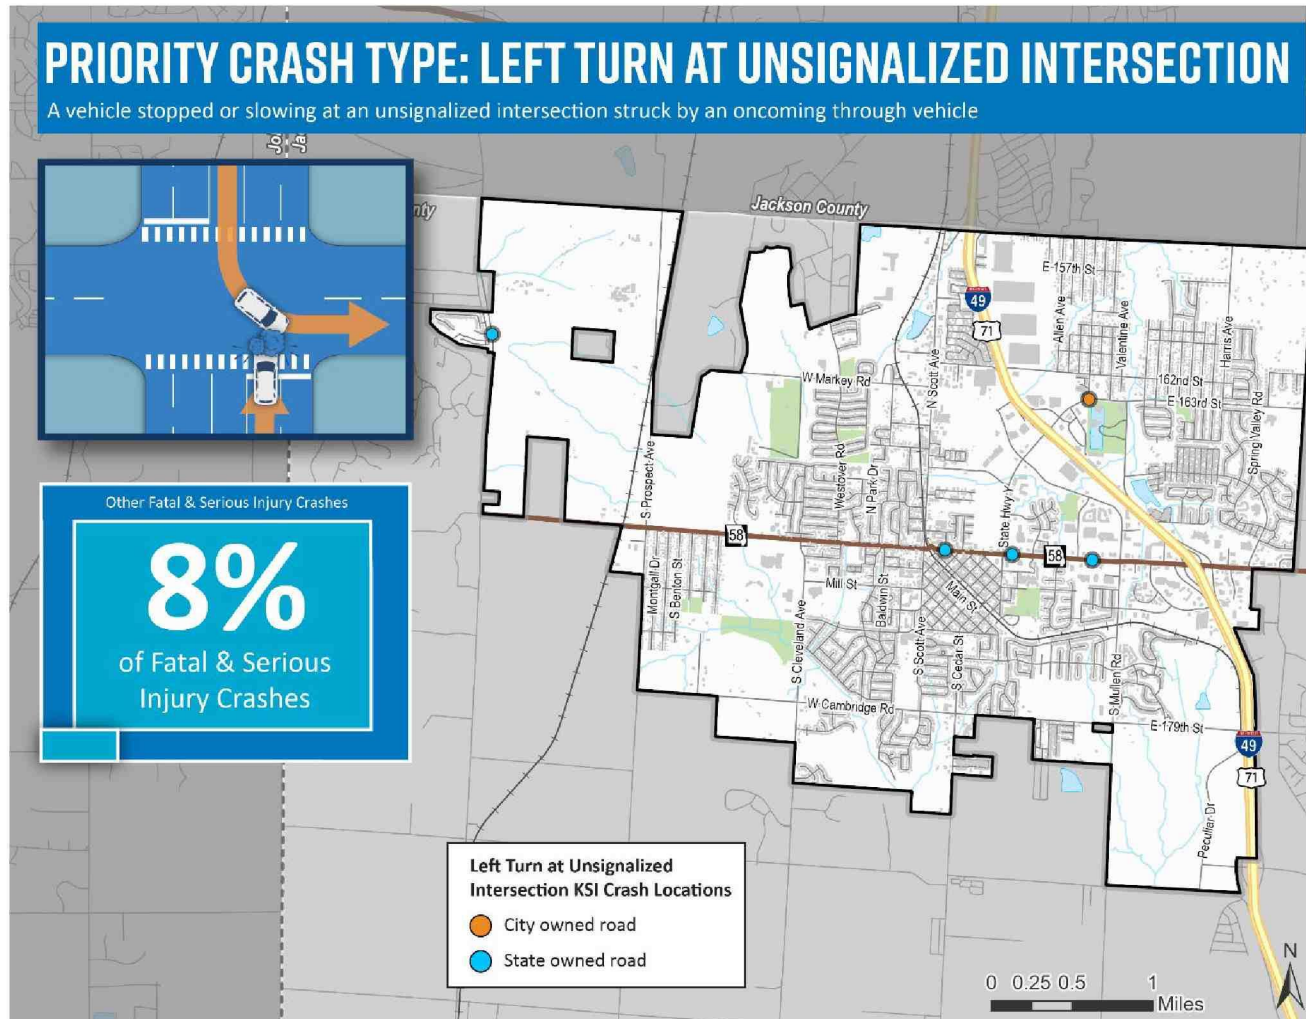 PRIORITY CRASH TYPE: LEFT TURN AT UNSIGNALIZED INTERSECTION
A vehicle stopped or slowing at an unsignalized intersection struck by an oncoming through vehicle
Jackson County
E 157th St
Allen Ave
Valentine Ave
Harris Ave
49
71
N Scott Ave
W Markey Rd
162nd St
E 163rd St
Spring Valley Rd
Westover Rd
N Park Dr
S Prospect Ave
State Hwy Y
58
58
Other Fatal & Serious Injury Crashes
8%
of Fatal & Serious
Injury Crashes
Montgall Dr
S Benton St
Mill St
Baldwin St
Main St
S Cleveland Ave
S Scott Ave
S Cedar St
S Mullen Rd
W Cambridge Rd
E 179th St
49
71
Peculiar Dr
Left Turn at Unsignalized
Intersection KSI Crash Locations
City owned road
State owned road
N
0 0.25 0.5 1
Miles